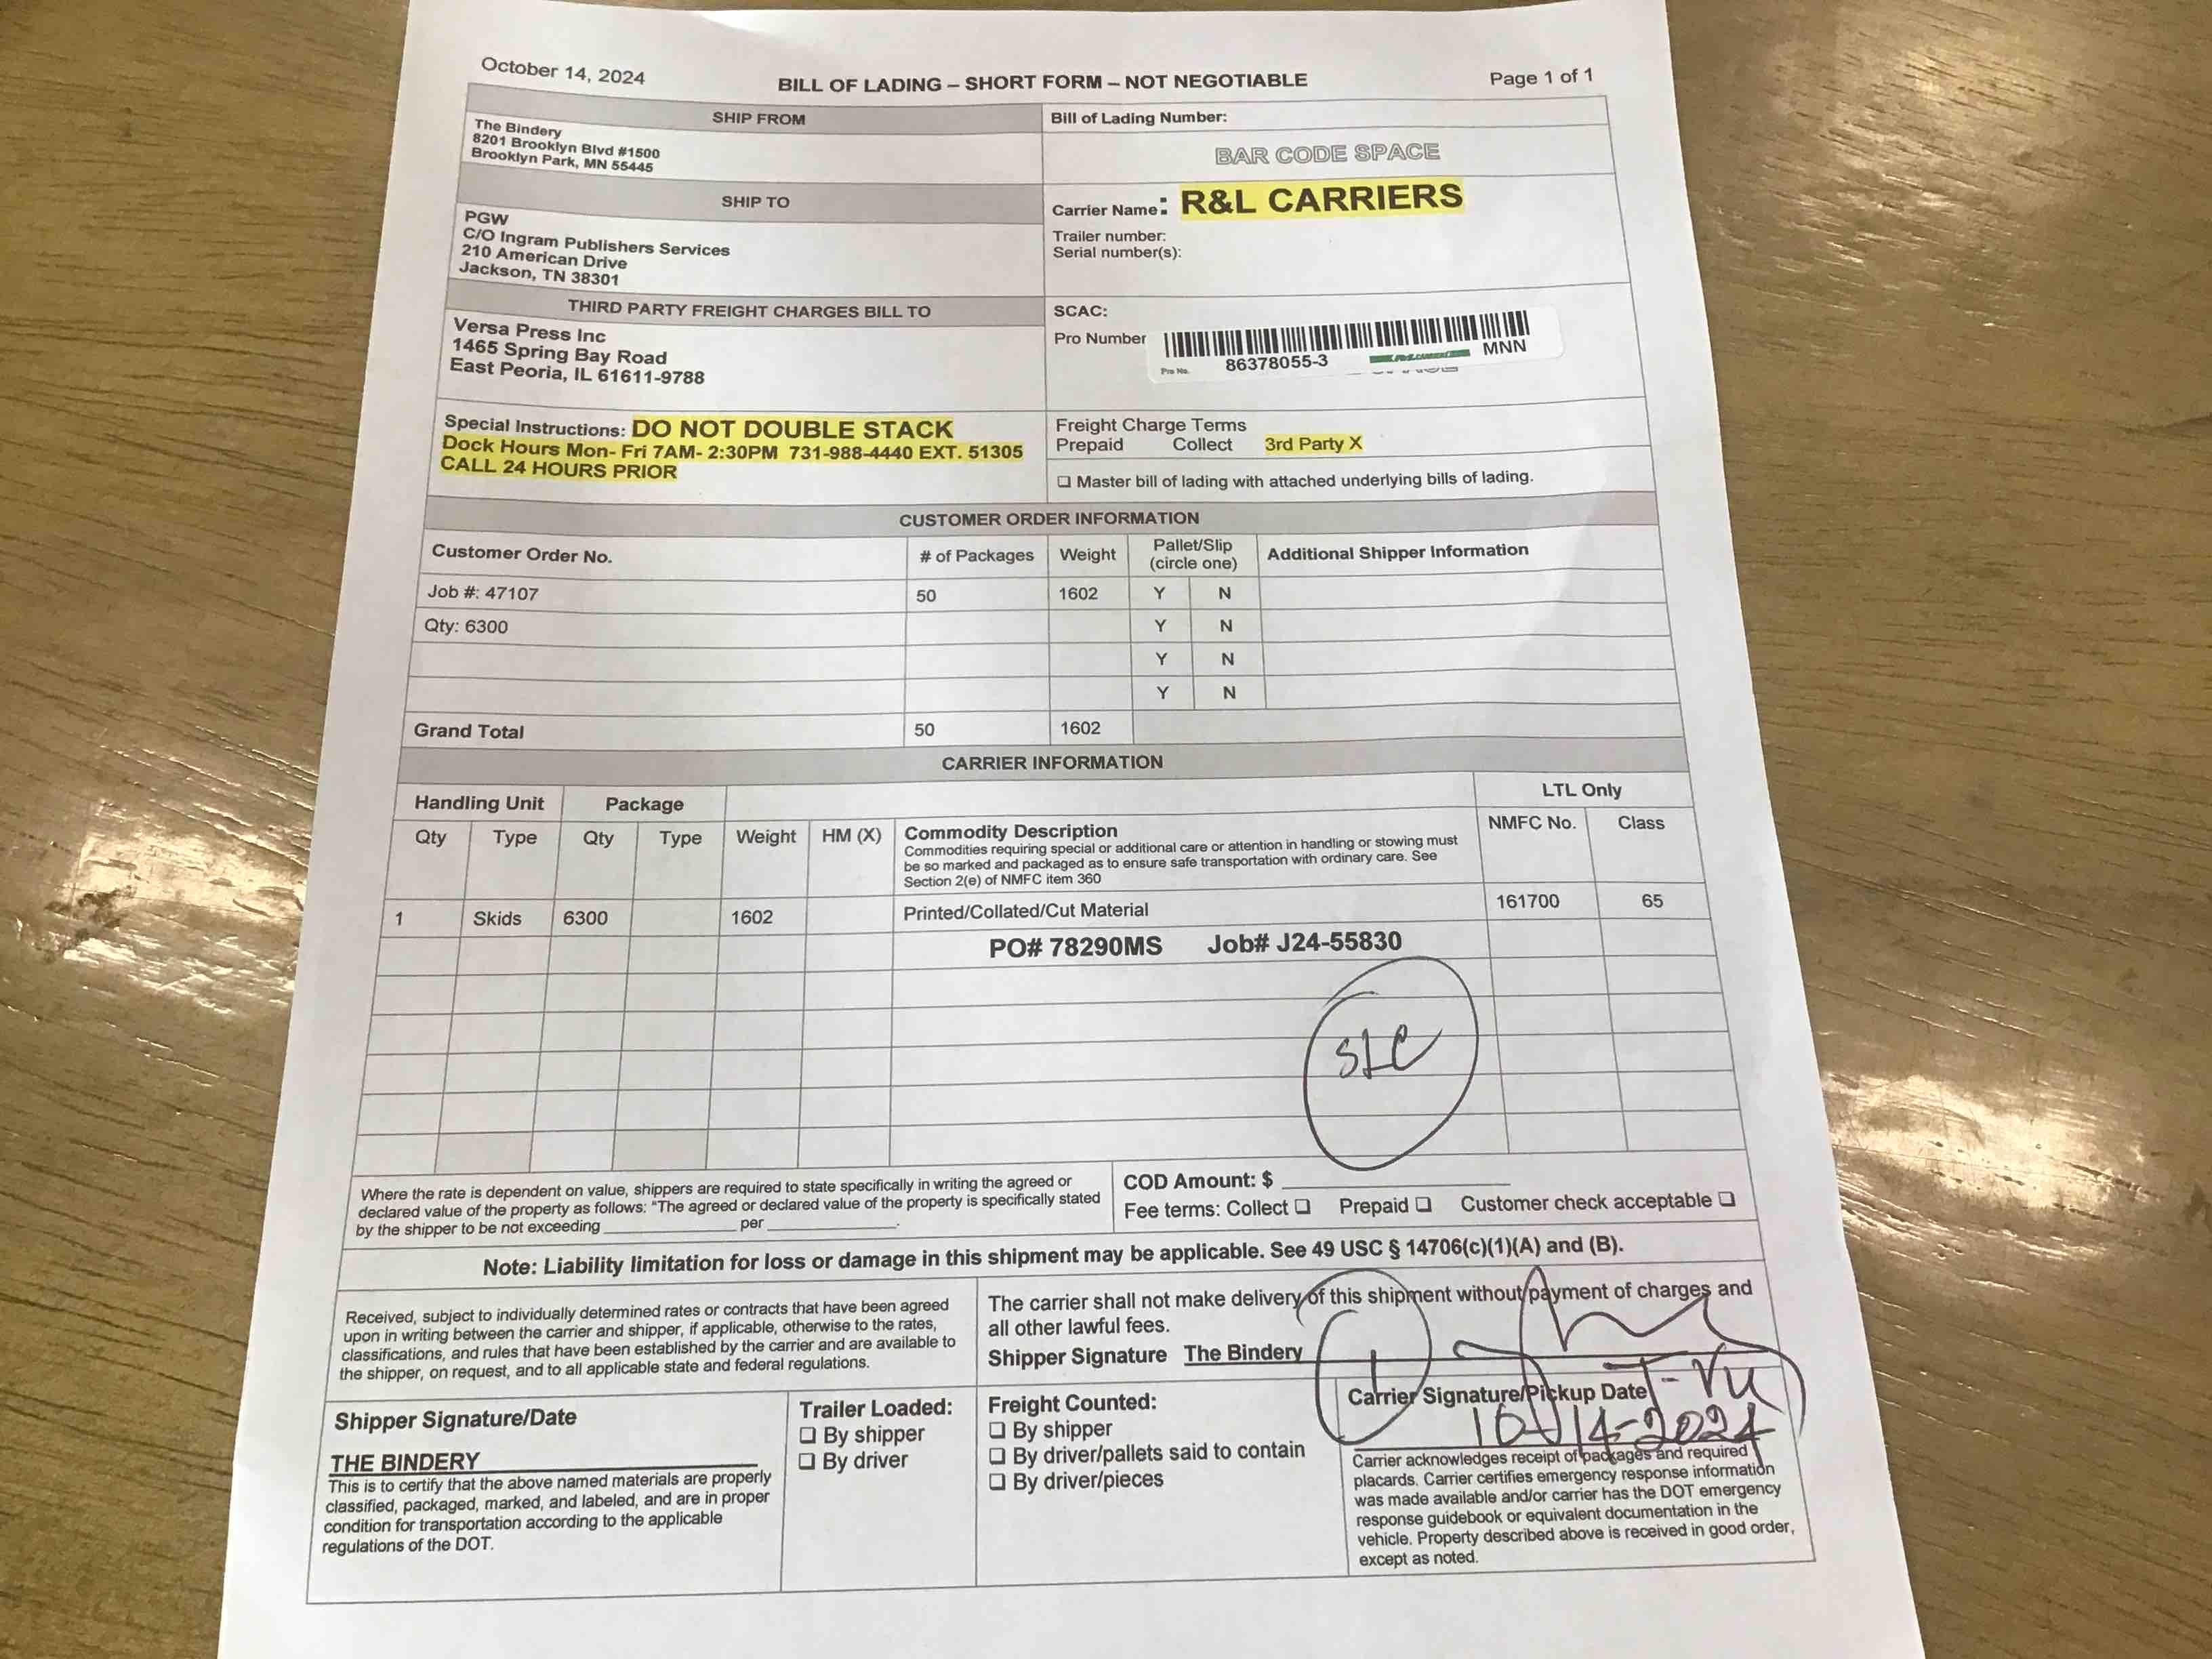 October 14, 2024
BILL OF LADING – SHORT FORM – NOT NEGOTIABLE
Page 1 of 1
SHIP FROM
The Bindery
8201 Brooklyn Blvd #1500
Brooklyn Park, MN 55445
Bill of Lading Number:
BAR CODE SPACE
SHIP TO
PGW
C/O Ingram Publishers Services
210 American Drive
Jackson, TN 38301
Carrier Name: R&L CARRIERS
Trailer number:
Serial number(s):
THIRD PARTY FREIGHT CHARGES BILL TO
Versa Press Inc
1465 Spring Bay Road
East Peoria, IL 61611-9788
SCAC:
Pro Number
Pro No. 86378055-3 MNN
Special Instructions: DO NOT DOUBLE STACK
Dock Hours Mon- Fri 7AM- 2:30PM 731-988-4440 EXT. 51305
CALL 24 HOURS PRIOR
Freight Charge Terms
Prepaid Collect 3rd Party X
❑ Master bill of lading with attached underlying bills of lading.
CUSTOMER ORDER INFORMATION
Customer Order No. # of Packages Weight Pallet/Slip (circle one) Additional Shipper Information
Job #: 47107 50 1602 Y N
Qty: 6300 Y N
Y N
Y N
Grand Total 50 1602
CARRIER INFORMATION
Handling Unit Package LTL Only
Qty Type Qty Type Weight HM (X) Commodity Description NMFC No. Class
Commodities requiring special or additional care or attention in handling or stowing must
be so marked and packaged as to ensure safe transportation with ordinary care. See
Section 2(e) of NMFC item 360
1 Skids 6300 1602 Printed/Collated/Cut Material 161700 65
PO# 78290MS Job# J24-55830
SLC
Where the rate is dependent on value, shippers are required to state specifically in writing the agreed or
declared value of the property as follows: "The agreed or declared value of the property is specifically stated
by the shipper to be not exceeding ______ per ______.
COD Amount: $ ______
Fee terms: Collect ❑ Prepaid ❑ Customer check acceptable ❑
Note: Liability limitation for loss or damage in this shipment may be applicable. See 49 USC § 14706(c)(1)(A) and (B).
Received, subject to individually determined rates or contracts that have been agreed
upon in writing between the carrier and shipper, if applicable, otherwise to the rates,
classifications, and rules that have been established by the carrier and are available to
the shipper, on request, and to all applicable state and federal regulations.
The carrier shall not make delivery of this shipment without payment of charges and
all other lawful fees.
Shipper Signature The Bindery
Shipper Signature/Date
THE BINDERY
This is to certify that the above named materials are properly
classified, packaged, marked, and labeled, and are in proper
condition for transportation according to the applicable
regulations of the DOT.
Trailer Loaded:
❑ By shipper
❑ By driver
Freight Counted:
❑ By shipper
❑ By driver/pallets said to contain
❑ By driver/pieces
Carrier Signature/Pickup Date T-Vu
10-14-2024
Carrier acknowledges receipt of packages and required
placards. Carrier certifies emergency response information
was made available and/or carrier has the DOT emergency
response guidebook or equivalent documentation in the
vehicle. Property described above is received in good order,
except as noted.